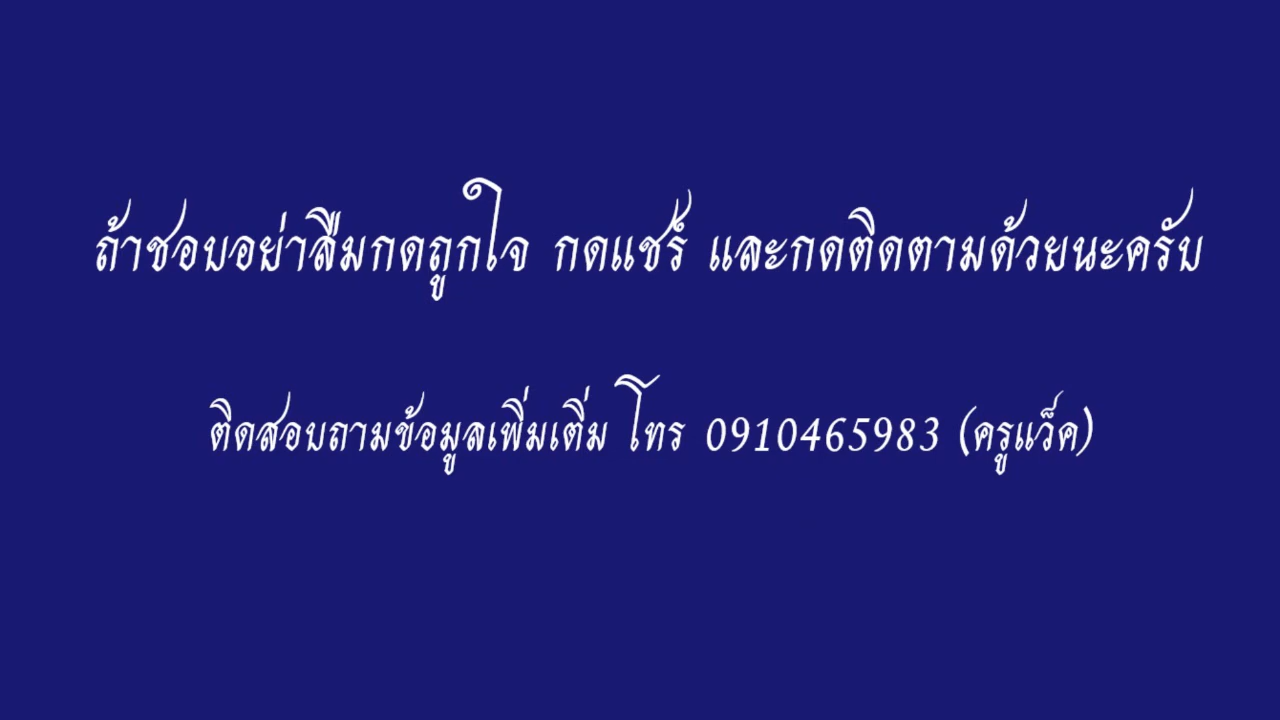 ถ้าชอบอย่าลืมกดถูกใจ กดแชร์ และกดติดตามด้วยนะครับ
ติดสอบถามข้อมูลเพิ่มเติ่ม โทร 0910465983 (ครูแว็ค)